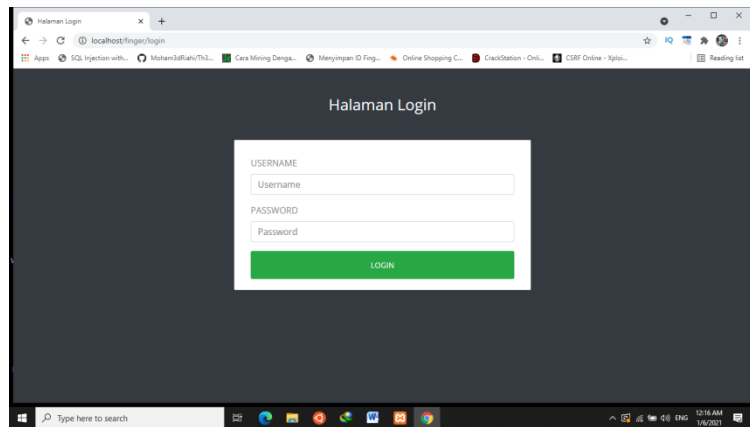 Halaman Login
localhost/finger/login
Apps SQL Injection with... Moham3dRiahi/Th3... Cara Mining Denga... Menyimpan ID Fing... Online Shopping C... CrackStation - Onli... CSRF Online - Xploi... Reading list
Halaman Login
USERNAME
Username
PASSWORD
Password
LOGIN
Type here to search
ENG
12:16 AM
1/6/2021